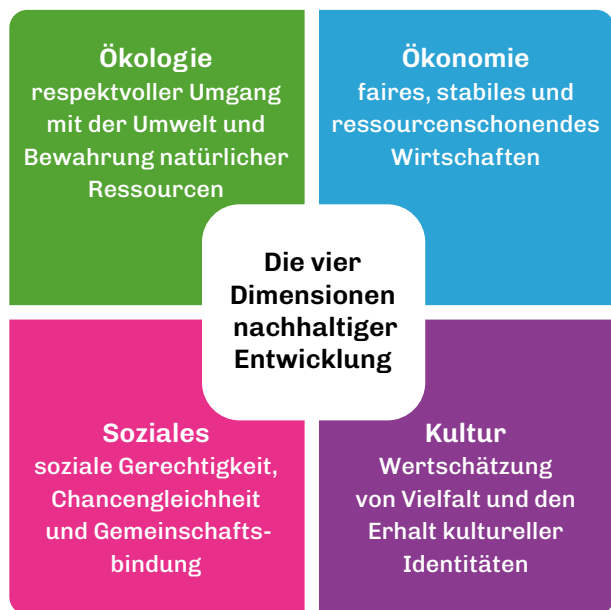 Ökologie
respektvoller Umgang
mit der Umwelt und
Bewahrung natürlicher
Ressourcen
Ökonomie
faires, stabiles und
ressourcenschonendes
Wirtschaften
Die vier
Dimensionen
nachhaltiger
Entwicklung
Soziales
soziale Gerechtigkeit,
Chancengleichheit
und Gemeinschafts-
bindung
Kultur
Wertschätzung
von Vielfalt und den
Erhalt kultureller
Identitäten